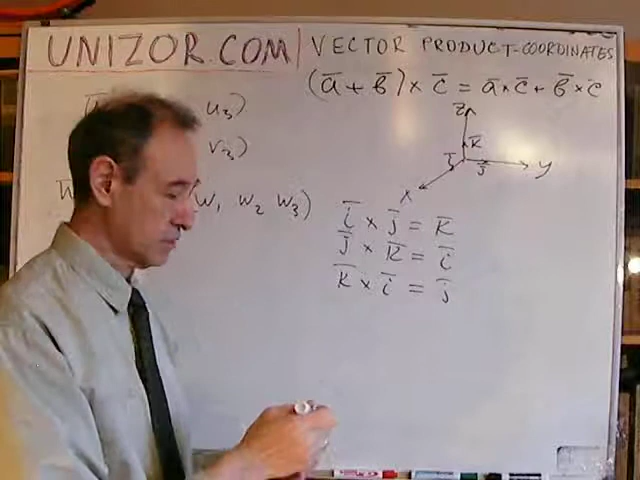 UNIZOR.COM | VECTOR PRODUCT-COORDINATES
(a̅ + b̅) × c̅ = a̅×c̅ + b̅×c̅
u₃)
v₃)
w̅ (w₁ w₂ w₃)
z
k̅
i̅
j̅
y
x
i̅ × j̅ = k̅
j̅ × k̅ = i̅
k̅ × i̅ = j̅